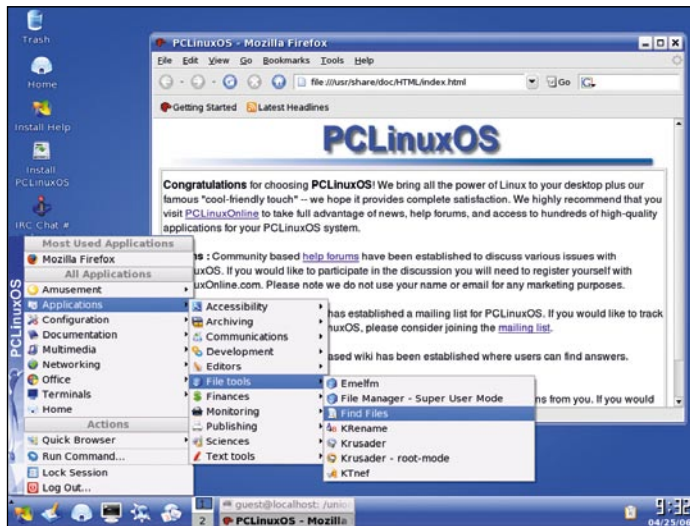 Trash
Home
Install Help
Install
PCLinuxOS
IRC Chat #
PCLinuxOS - Mozilla Firefox
File Edit View Go Bookmarks Tools Help
file:///usr/share/doc/HTML/index.html
Go
Getting Started Latest Headlines
PCLinuxOS
Congratulations for choosing PCLinuxOS! We bring all the power of Linux to your desktop plus our
famous "cool-friendly touch" -- we hope it provides complete satisfaction. We highly recommend that you
visit PCLinuxOnline to take full advantage of news, help forums, and access to hundreds of high-quality
applications for your PCLinuxOS system.
ns : Community based help forums have been established to discuss various issues with
uxOS. If you would like to participate in the discussion you will need to register yourself with
uxOnline.com. Please note we do not use your name or email for any marketing purposes.
has established a mailing list for PCLinuxOS. If you would like to track
nuxOS, please consider joining the mailing list.
ased wiki has been established where users can find answers.
ns from you. If you would
Most Used Applications
Mozilla Firefox
All Applications
Amusement
Applications
Configuration
Documentation
Multimedia
Networking
Office
Terminals
Home
Actions
Quick Browser
Run Command...
Lock Session
Log Out...
PCLinuxOS
Accessibility
Archiving
Communications
Development
Editors
File tools
Finances
Monitoring
Publishing
Sciences
Text tools
Emelfm
File Manager - Super User Mode
Find Files
KRename
Krusader
Krusader - root-mode
KTnef
1
2
guest@localhost: /unio
PCLinuxOS - Mozilla
9:32
04/25/0